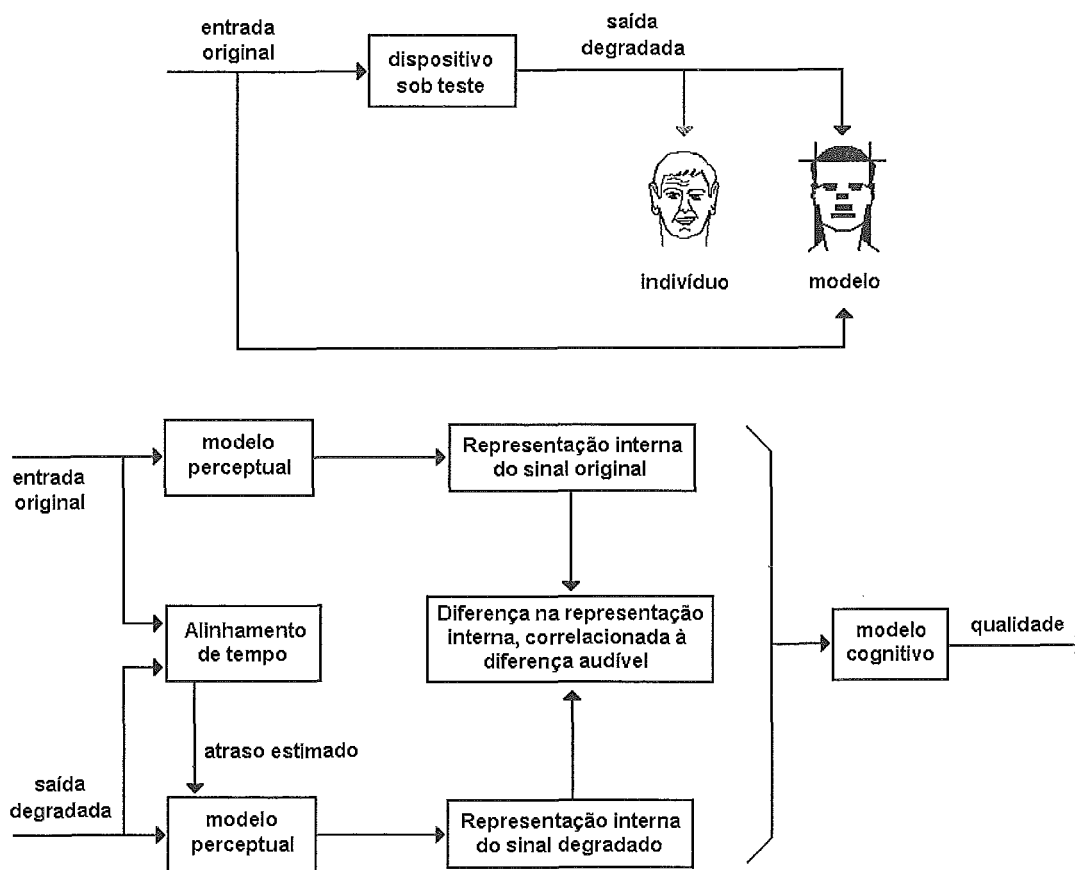 entrada
original
dispositivo
sob teste
saída
degradada
indivíduo
modelo
entrada
original
modelo
perceptual
Representação interna
do sinal original
Alinhamento
de tempo
Diferença na representação
interna, correlacionada à
diferença audível
modelo
cognitivo
qualidade
atraso estimado
saída
degradada
modelo
perceptual
Representação interna
do sinal degradado